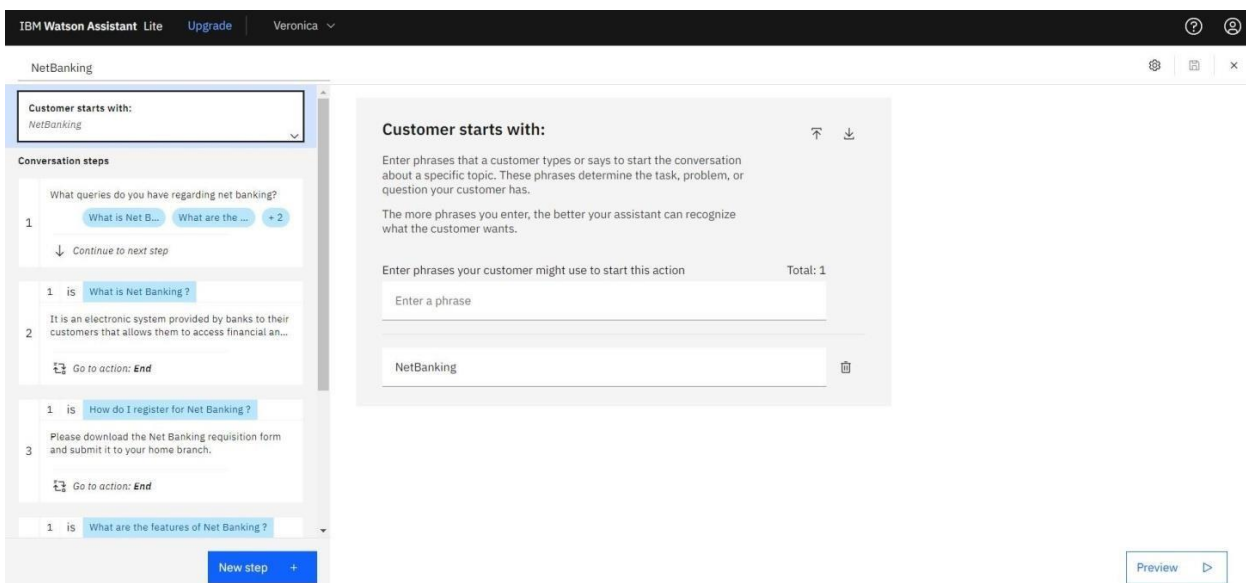 IBM Watson Assistant Lite Upgrade Veronica
NetBanking
Customer starts with:
NetBanking
Conversation steps
1
What queries do you have regarding net banking?
What is Net B... What are the ... + 2
Continue to next step
2
1 is What is Net Banking ?
It is an electronic system provided by banks to their
customers that allows them to access financial an...
Go to action: End
3
1 is How do I register for Net Banking ?
Please download the Net Banking requisition form
and submit it to your home branch.
Go to action: End
1 is What are the features of Net Banking ?
New step +
Customer starts with:
Enter phrases that a customer types or says to start the conversation
about a specific topic. These phrases determine the task, problem, or
question your customer has.
The more phrases you enter, the better your assistant can recognize
what the customer wants.
Enter phrases your customer might use to start this action Total: 1
Enter a phrase
NetBanking
Preview